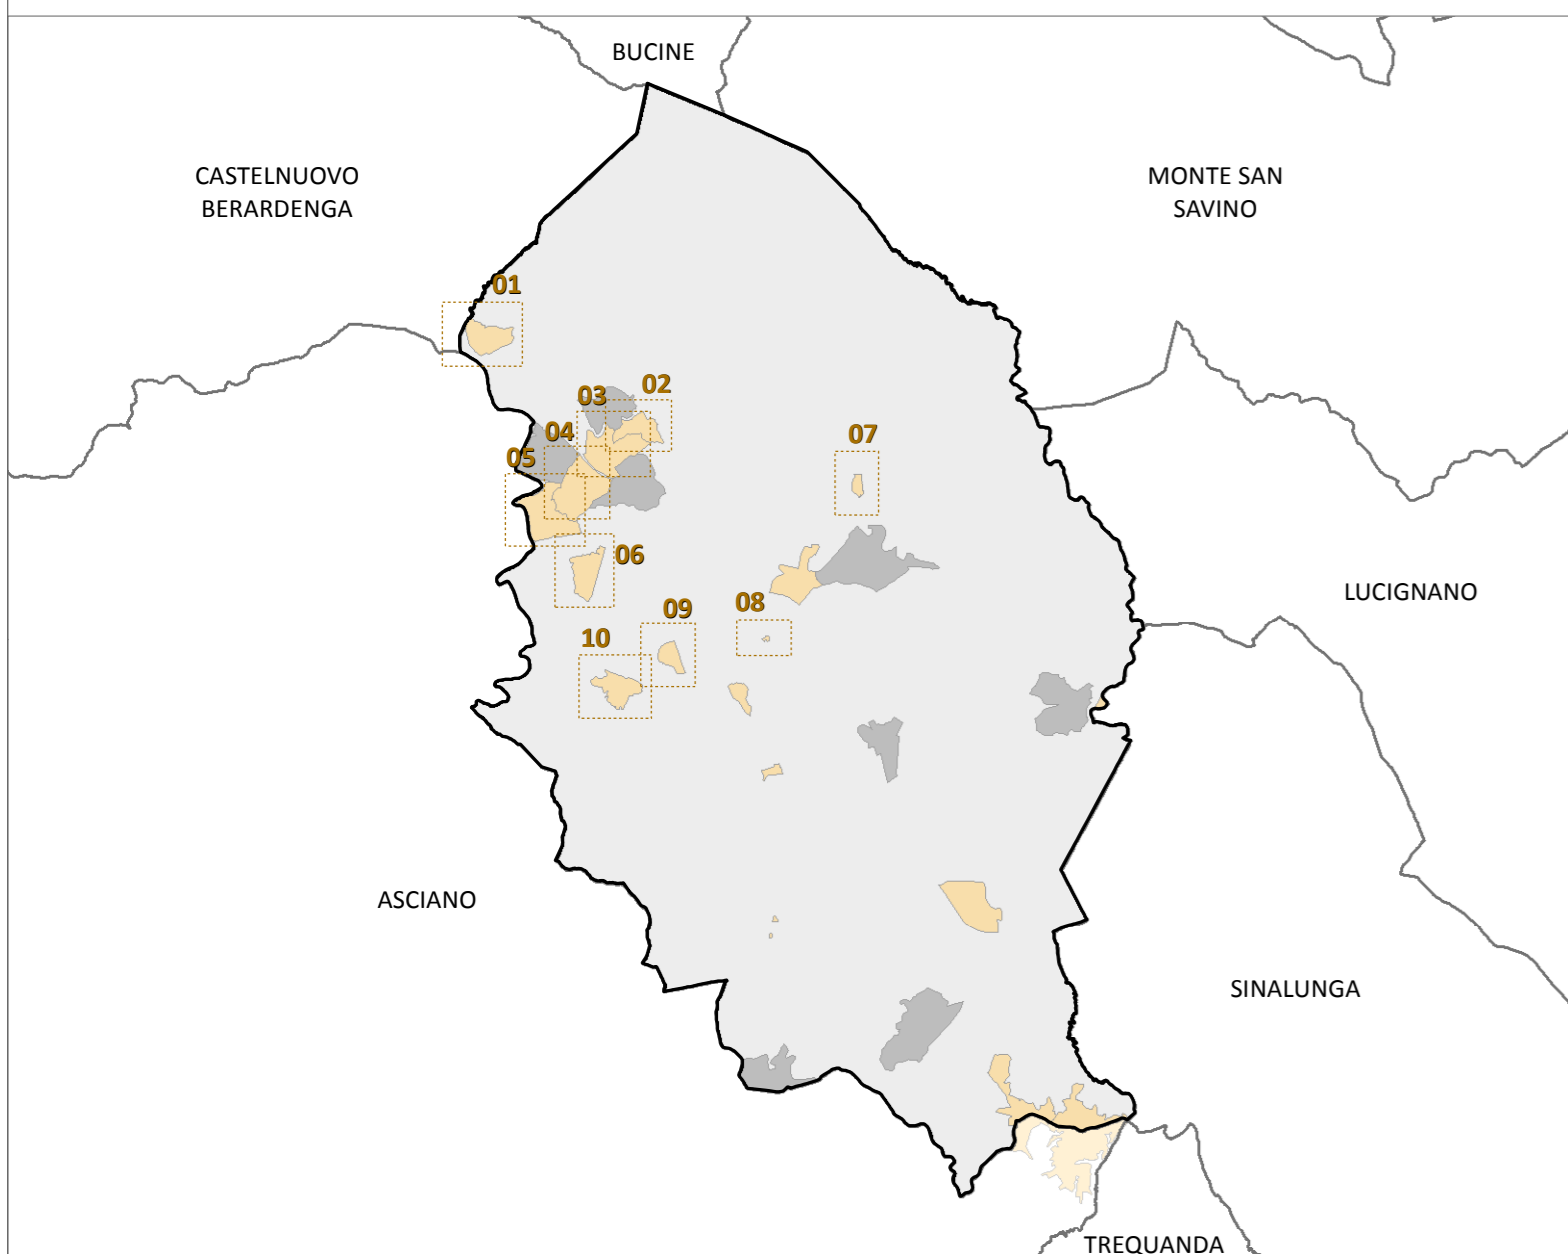 BUCINE
CASTELNUOVO
BERARDENGA
MONTE SAN
SAVINO
01
02
03
04
05
07
06
LUCIGNANO
08
09
10
ASCIANO
SINALUNGA
TREQUANDA